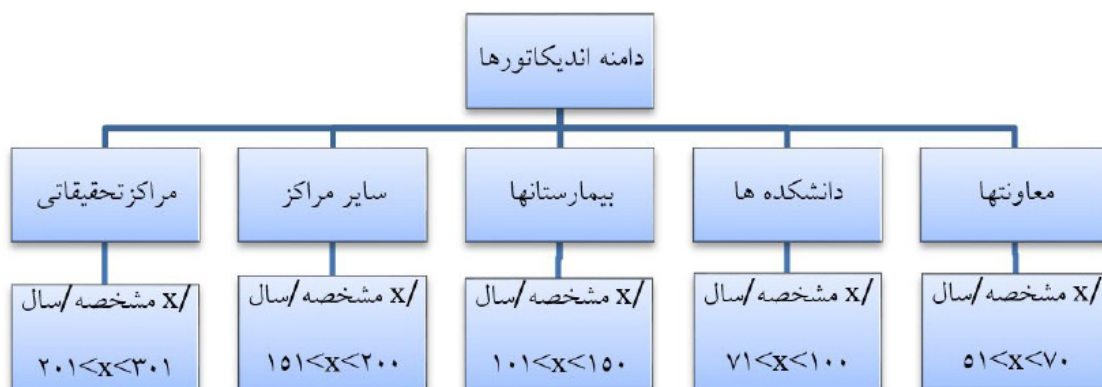 دامنه اندیکاتورها
معاونتها
دانشکده ها
بیمارستانها
سایر مراکز
مراکزتحقیقاتی
/x مشخصه/سال
۵۱<x<۷۰
/x مشخصه/سال
۷۱<x<۱۰۰
/x مشخصه/سال
۱۰۱<x<۱۵۰
/x مشخصه/سال
۱۵۱<x<۲۰۰
/x مشخصه/سال
۲۰۱<x<۳۰۱